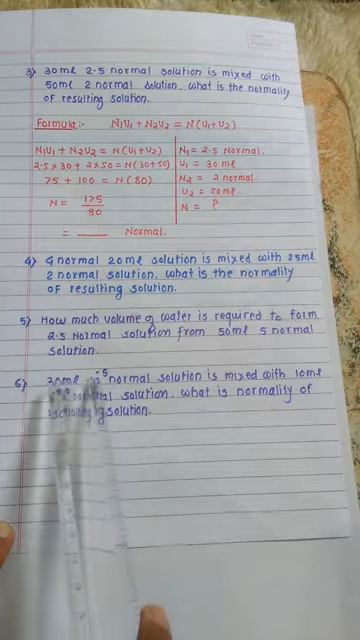 3) 30ml 2.5 normal solution is mixed with
50ml 2 normal solution, what is the normality
of resulting solution.
Formula :- N1V1 + N2V2 = N(V1+V2)
N1V1 + N2V2 = N(V1+V2)
2.5×30 + 2×50 = N(30+50)
75 + 100 = N(80)
N = 175/80
= ____ Normal.
N1 = 2.5 Normal.
V1 = 30ml
N2 = 2 normal
V2 = 50ml
N = ?
4) 4 normal 20ml solution is mixed with 25ml
2 normal solution, what is the normality
of resulting solution.
5) How much volume of water is required to form
2.5 Normal solution from 50ml 5 normal
solution.
6) normal solution is mixed with 10ml
solution. what is normality of
solution.